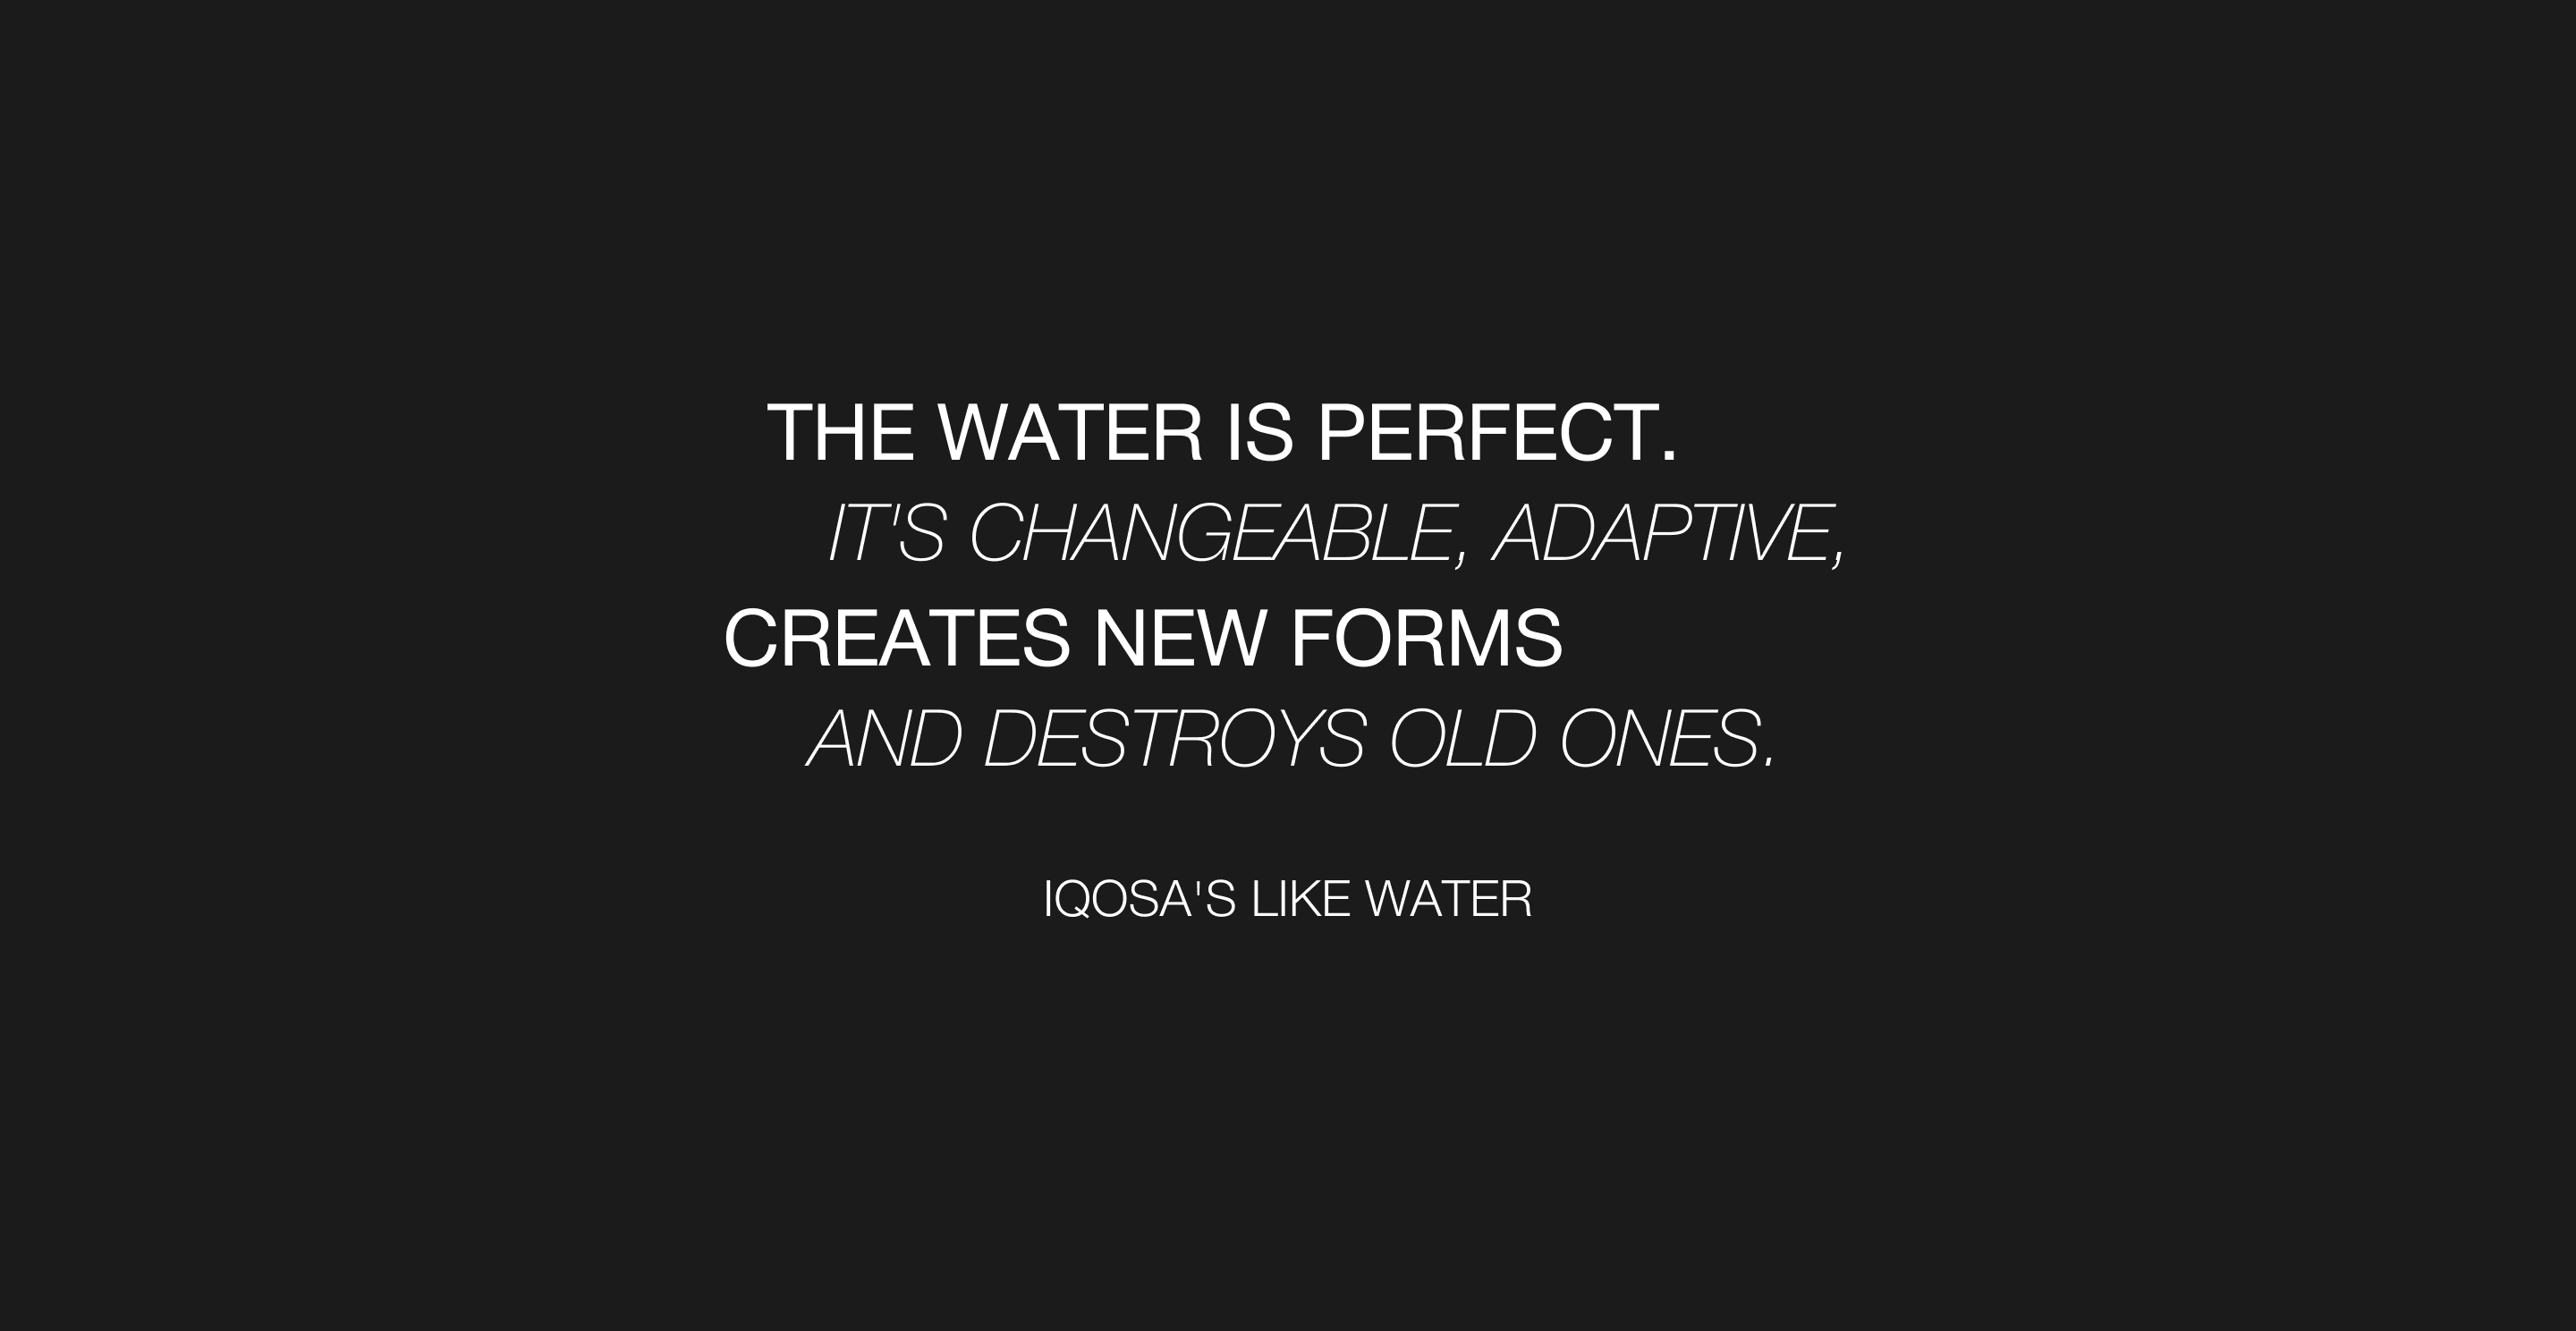 THE WATER IS PERFECT.
IT'S CHANGEABLE, ADAPTIVE,
CREATES NEW FORMS
AND DESTROYS OLD ONES.
IQOSA'S LIKE WATER